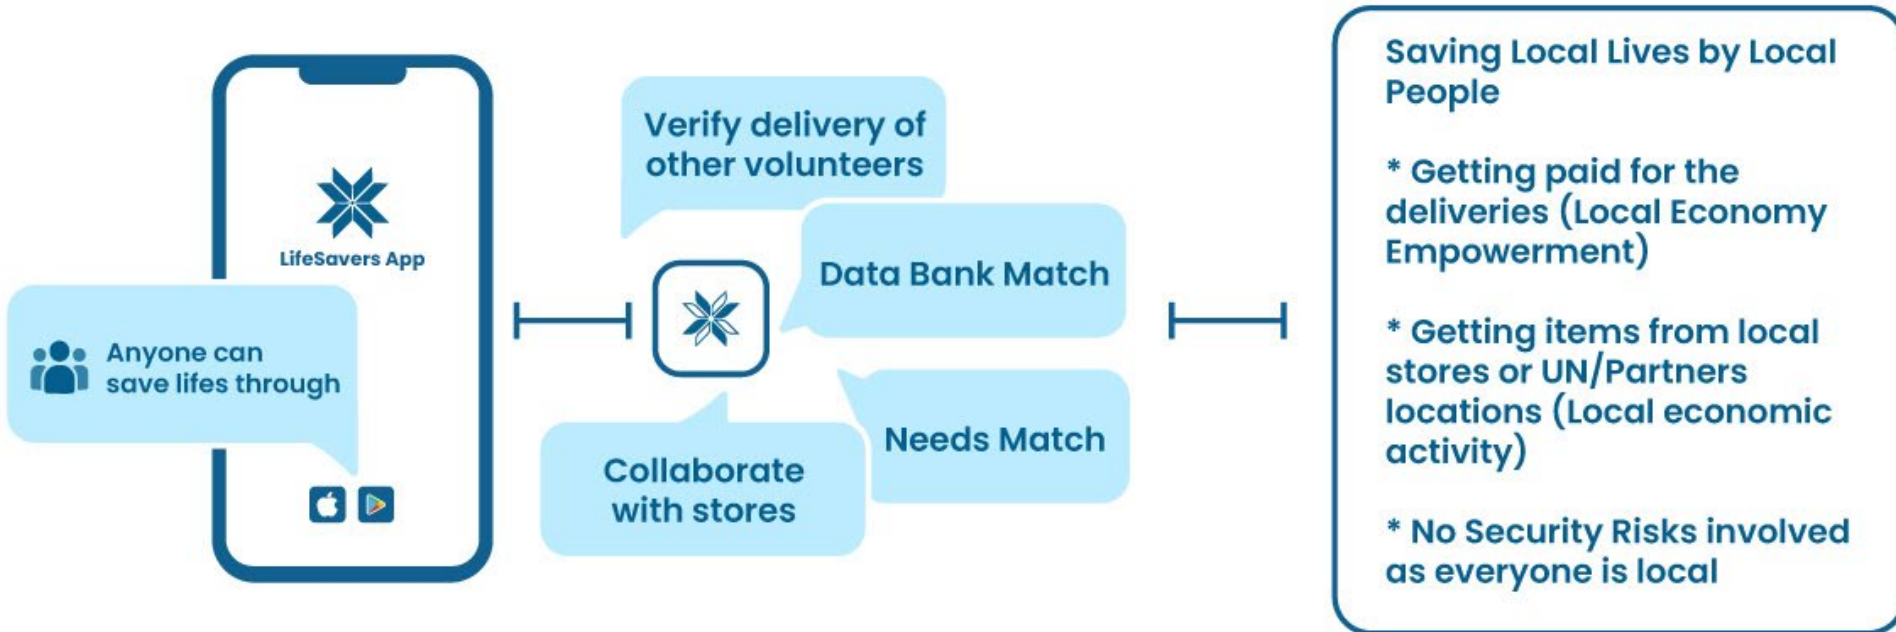 LifeSavers App
Anyone can
save lifes through
Verify delivery of
other volunteers
Data Bank Match
Needs Match
Collaborate
with stores
Saving Local Lives by Local
People
* Getting paid for the
deliveries (Local Economy
Empowerment)
* Getting items from local
stores or UN/Partners
locations (Local economic
activity)
* No Security Risks involved
as everyone is local